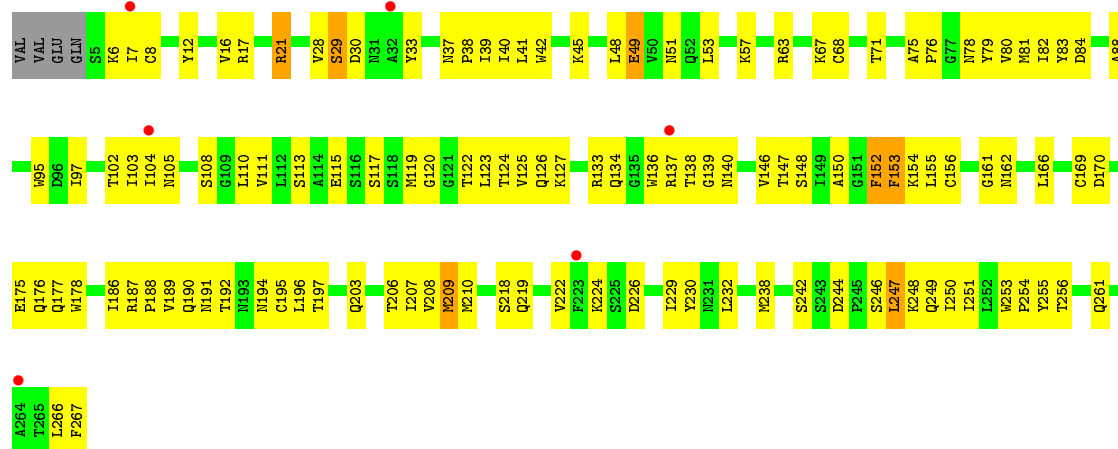 VAL VAL GLU GLN S5 K6 I7 C8 Y12 V16 R17 R21 V28 S29 D30 N31 A32 Y33 N37 P38 I39 I40 L41 W42 K45 L48 E49 V50 N51 Q52 L53 K57 R63 K67 C68 T71 A75 P76 G77 N78 Y79 V80 M81 I82 Y83 D84 A88
W95 D96 I97 T102 I103 I104 N105 S108 G109 L110 V111 L112 S113 A114 E115 S116 S117 S118 M119 G120 G121 T122 L123 T124 V125 Q126 K127 R133 Q134 G135 W136 R137 T138 G139 N140 V146 T147 S148 I149 A150 G151 F152 F153 K154 L155 C156 G161 N162 L166 C169 D170
E175 Q176 Q177 W178 I186 R187 P188 V189 Q190 N191 T192 N193 N194 C195 L196 T197 Q203 T206 I207 V208 M209 M210 S218 Q219 V222 F223 K224 S225 D226 I229 Y230 N231 L232 M238 S242 S243 D244 P245 S246 L247 K248 Q249 I250 I251 L252 W253 P254 Y255 T256 Q261
A264 T265 L266 F267